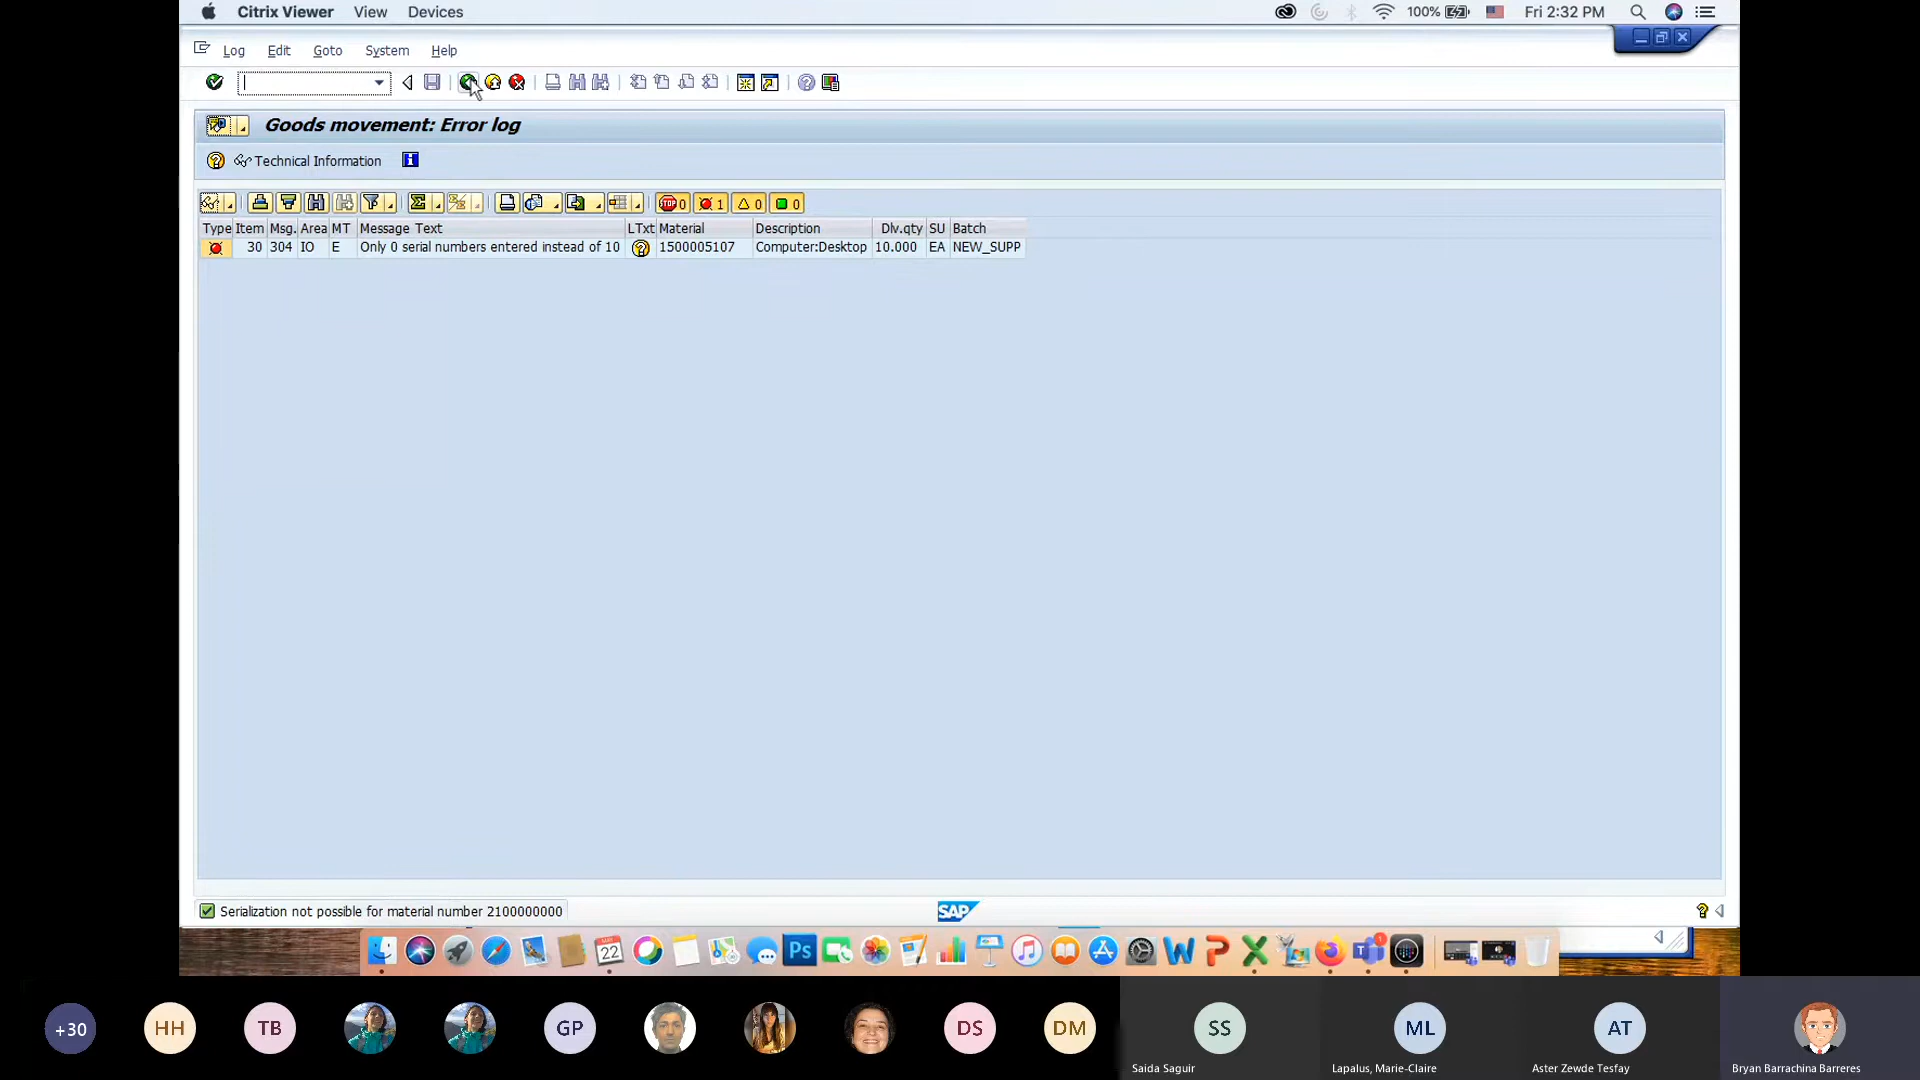 Citrix Viewer View Devices 100% Fri 2:32 PM
Log Edit Goto System Help
Goods movement: Error log
Technical Information
STOP 0 1 0 0
Type Item Msg. Area MT Message Text LTxt Material Description Dlv.qty SU Batch
30 304 IO E Only 0 serial numbers entered instead of 10 1500005107 Computer:Desktop 10.000 EA NEW_SUPP
Serialization not possible for material number 2100000000
SAP
22 Ps W P X T 1
+30 HH TB GP DS DM SS ML AT
Saida Saguir Lapalus, Marie-Claire Aster Zewde Tesfay Bryan Barrachina Barreres